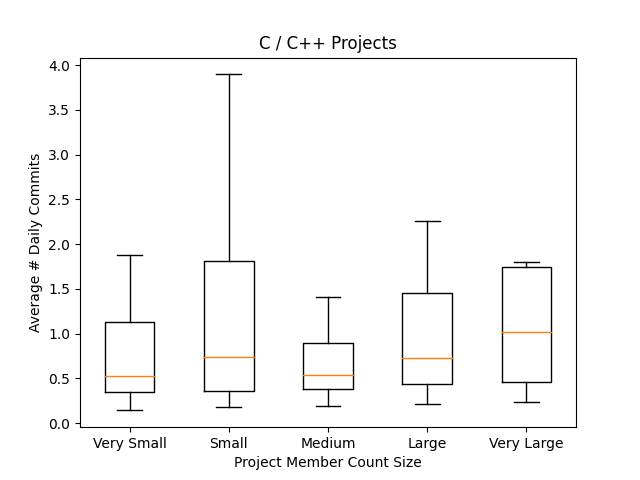 C / C++ Projects
Average # Daily Commits
4.0
3.5
3.0
2.5
2.0
1.5
1.0
0.5
0.0
Very Small Small Medium Large Very Large
Project Member Count Size